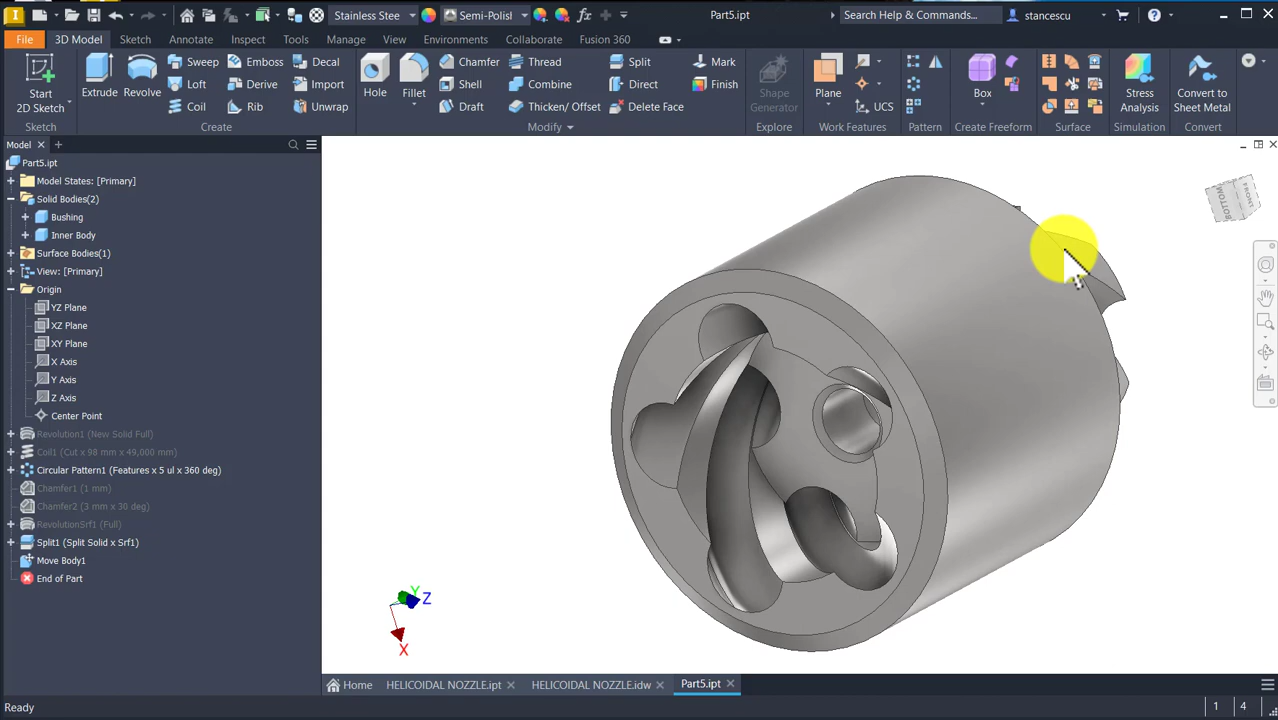 Stainless Steel
Semi-Polisl
Part5.ipt
Search Help & Commands...
stancescu
File
3D Model
Sketch
Annotate
Inspect
Tools
Manage
View
Environments
Collaborate
Fusion 360
Start
2D Sketch
Sketch
Extrude
Revolve
Sweep
Loft
Coil
Emboss
Derive
Rib
Decal
Import
Unwrap
Create
Hole
Fillet
Chamfer
Shell
Draft
Thread
Combine
Thicken/ Offset
Split
Direct
Delete Face
Mark
Finish
Modify
Shape
Generator
Explore
Plane
UCS
Work Features
Pattern
Box
Create Freeform
Surface
Stress
Analysis
Simulation
Convert to
Sheet Metal
Convert
Model
Part5.ipt
Model States: [Primary]
Solid Bodies(2)
Bushing
Inner Body
Surface Bodies(1)
View: [Primary]
Origin
YZ Plane
XZ Plane
XY Plane
X Axis
Y Axis
Z Axis
Center Point
Revolution1 (New Solid Full)
Coil1 (Cut x 98 mm x 49,000 mm)
Circular Pattern1 (Features x 5 ul x 360 deg)
Chamfer1 (1 mm)
Chamfer2 (3 mm x 30 deg)
RevolutionSrf1 (Full)
Split1 (Split Solid x Srf1)
Move Body1
End of Part
BOTTOM
FRONT
Y
Z
X
Home
HELICOIDAL NOZZLE.ipt
HELICOIDAL NOZZLE.idw
Part5.ipt
Ready
1
4